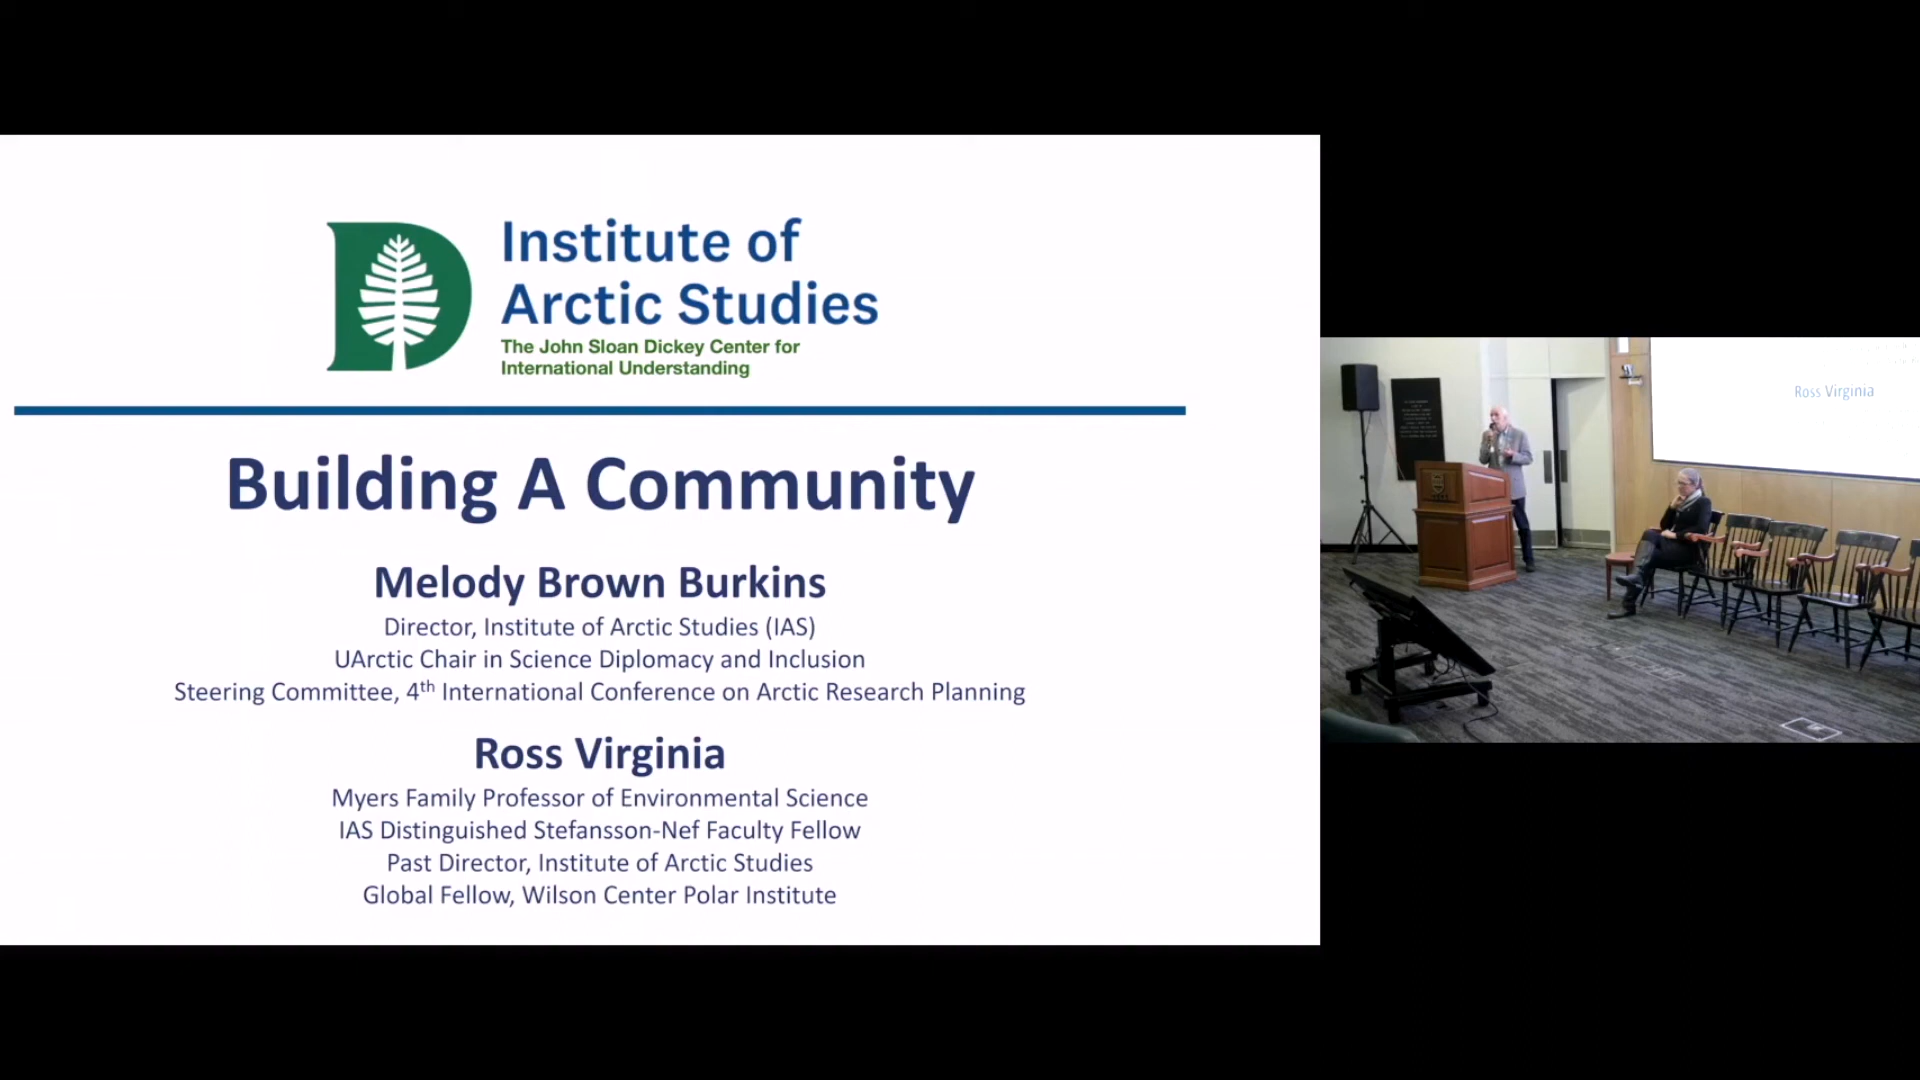 Institute of
Arctic Studies
The John Sloan Dickey Center for
International Understanding
Building A Community
Melody Brown Burkins
Director, Institute of Arctic Studies (IAS)
UArctic Chair in Science Diplomacy and Inclusion
Steering Committee, 4th International Conference on Arctic Research Planning
Ross Virginia
Myers Family Professor of Environmental Science
IAS Distinguished Stefansson-Nef Faculty Fellow
Past Director, Institute of Arctic Studies
Global Fellow, Wilson Center Polar Institute
Ross Virginia